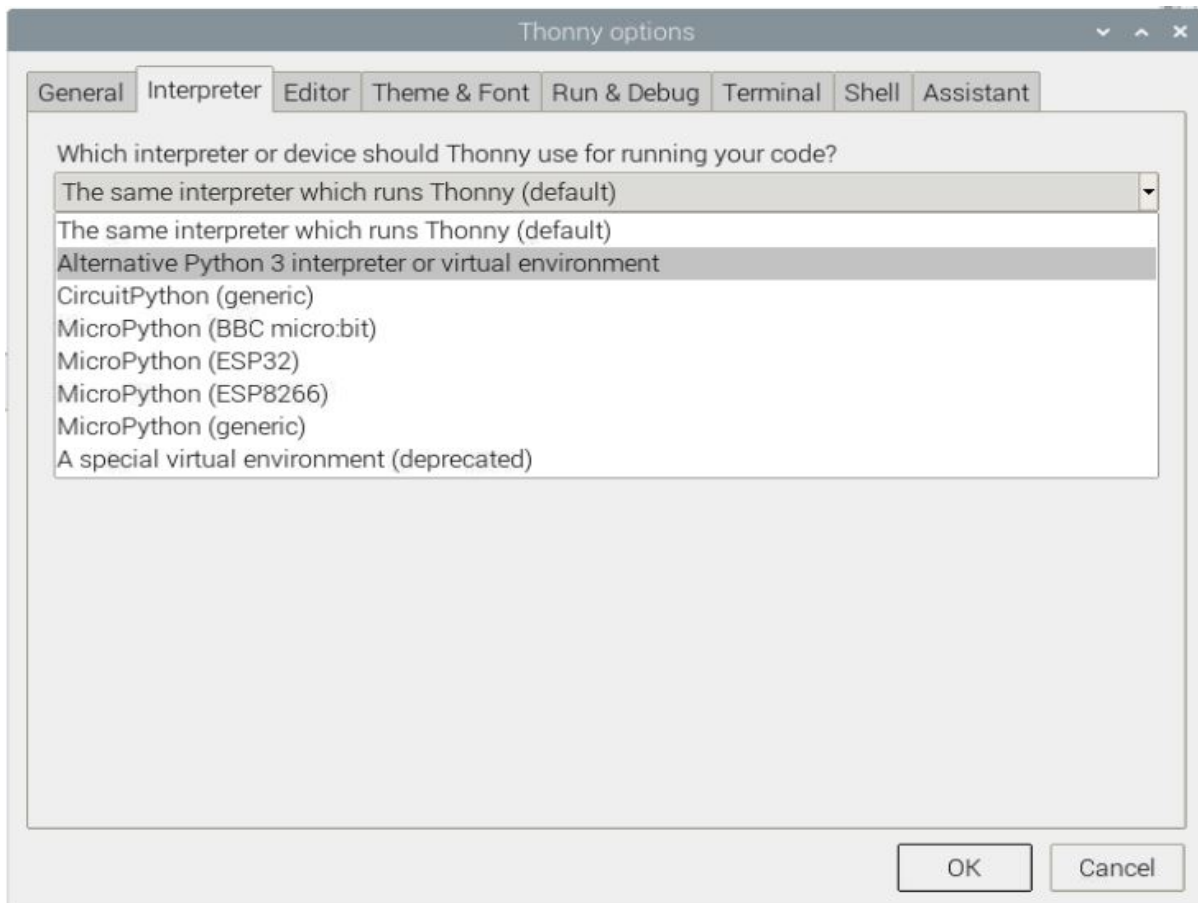 Thonny options
General Interpreter Editor Theme & Font Run & Debug Terminal Shell Assistant
Which interpreter or device should Thonny use for running your code?
The same interpreter which runs Thonny (default)
The same interpreter which runs Thonny (default)
Alternative Python 3 interpreter or virtual environment
CircuitPython (generic)
MicroPython (BBC micro:bit)
MicroPython (ESP32)
MicroPython (ESP8266)
MicroPython (generic)
A special virtual environment (deprecated)
OK Cancel